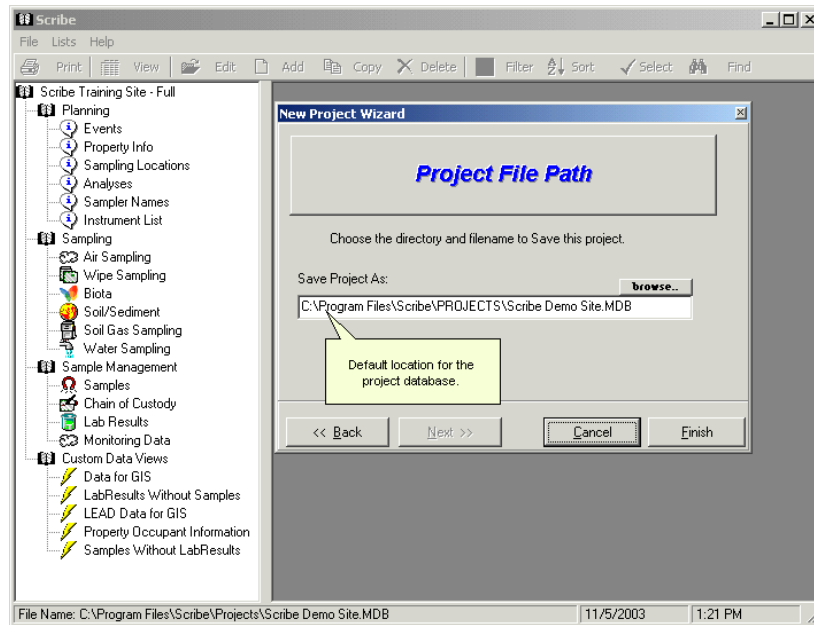 Scribe
File Lists Help
Print View Edit Add Copy Delete Filter Sort Select Find
Scribe Training Site - Full
Planning
Events
Property Info
Sampling Locations
Analyses
Sampler Names
Instrument List
Sampling
Air Sampling
Wipe Sampling
Biota
Soil/Sediment
Soil Gas Sampling
Water Sampling
Sample Management
Samples
Chain of Custody
Lab Results
Monitoring Data
Custom Data Views
Data for GIS
LabResults Without Samples
LEAD Data for GIS
Property Occupant Information
Samples Without LabResults
New Project Wizard
Project File Path
Choose the directory and filename to Save this project.
Save Project As:
browse..
C:\Program Files\Scribe\PROJECTS\Scribe Demo Site.MDB
Default location for the
project database.
<< Back Next >> Cancel Finish
File Name: C:\Program Files\Scribe\Projects\Scribe Demo Site.MDB 11/5/2003 1:21 PM